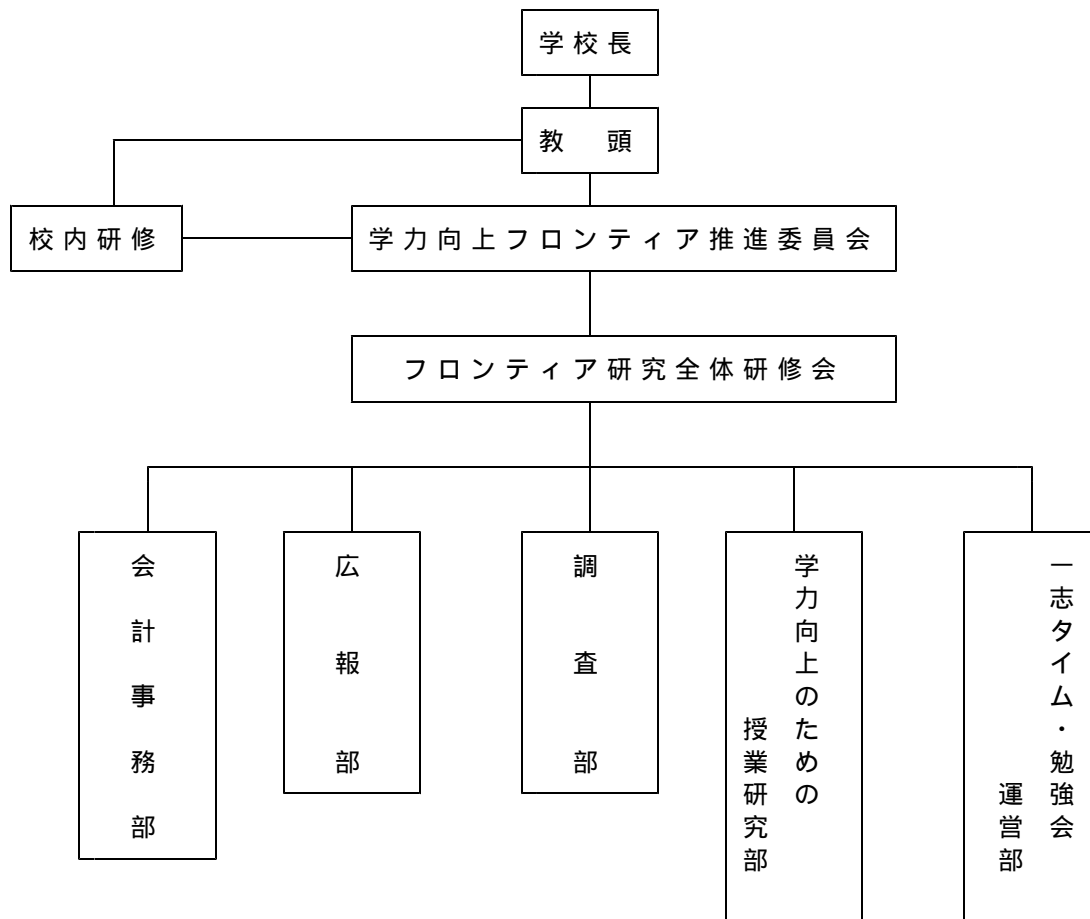 学校長
教　頭
校内研修
学力向上フロンティア推進委員会
フロンティア研究全体研修会
会計事務部
広報部
調査部
学力向上のための
授業研究部
一志タイム・勉強会
運営部